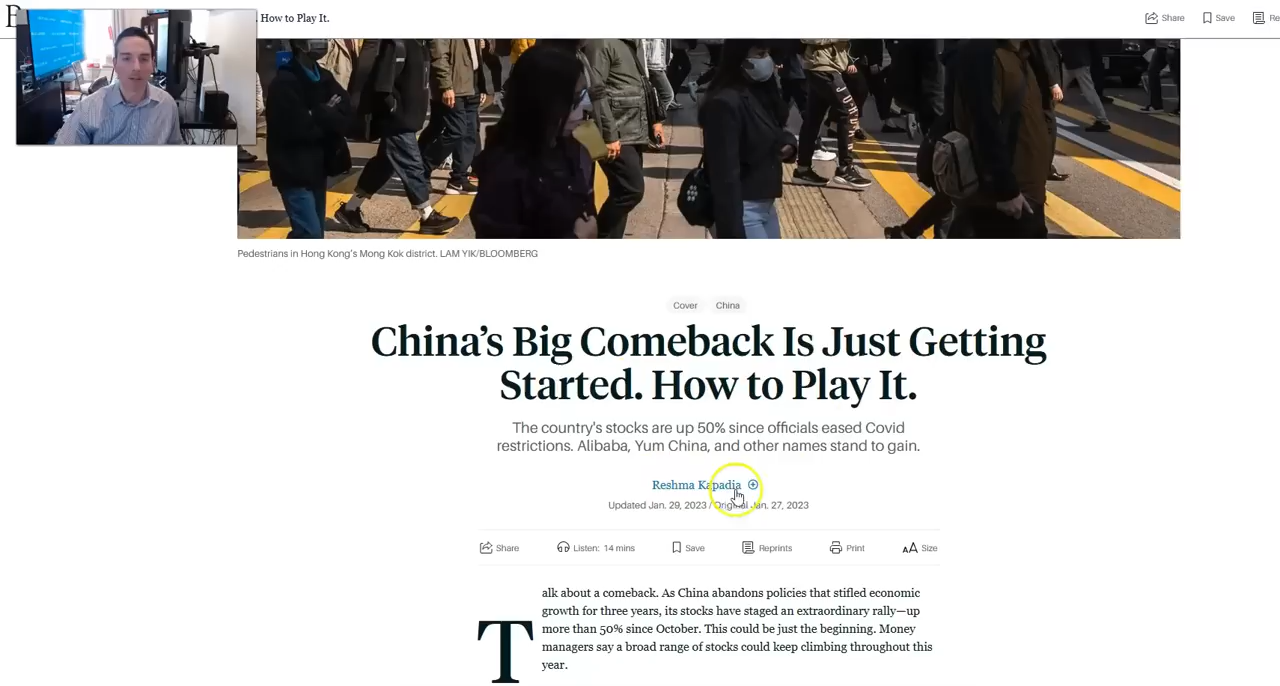 . How to Play It.
Share
Save
Re
JORDAN
Pedestrians in Hong Kong's Mong Kok district. LAM YIK/BLOOMBERG
Cover China
China’s Big Comeback Is Just Getting
Started. How to Play It.
The country's stocks are up 50% since officials eased Covid
restrictions. Alibaba, Yum China, and other names stand to gain.
Reshma Kapadia
Updated Jan. 29, 2023 / Original Jan. 27, 2023
Share Listen: 14 mins Save Reprints Print AA Size
Talk about a comeback. As China abandons policies that stifled economic
growth for three years, its stocks have staged an extraordinary rally—up
more than 50% since October. This could be just the beginning. Money
managers say a broad range of stocks could keep climbing throughout this
year.